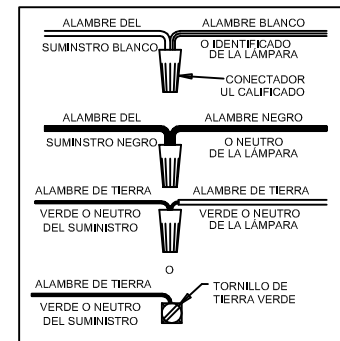 ALAMBRE DEL ALAMBRE BLANCO
SUMINSTRO BLANCO O IDENTIFICADO
DE LA LÁMPARA
CONECTADOR
UL CALIFICADO
ALAMBRE DEL ALAMBRE NEGRO
SUMINSTRO NEGRO O NEUTRO
DE LA LÁMPARA
ALAMBRE DE TIERRA ALAMBRE DE TIERRA
VERDE O NEUTRO VERDE O NEUTRO
DEL SUMINISTRO DE LA LÁMPARA
O
ALAMBRE DE TIERRA TORNILLO DE
TIERRA VERDE
VERDE O NEUTRO
DEL SUMINISTRO